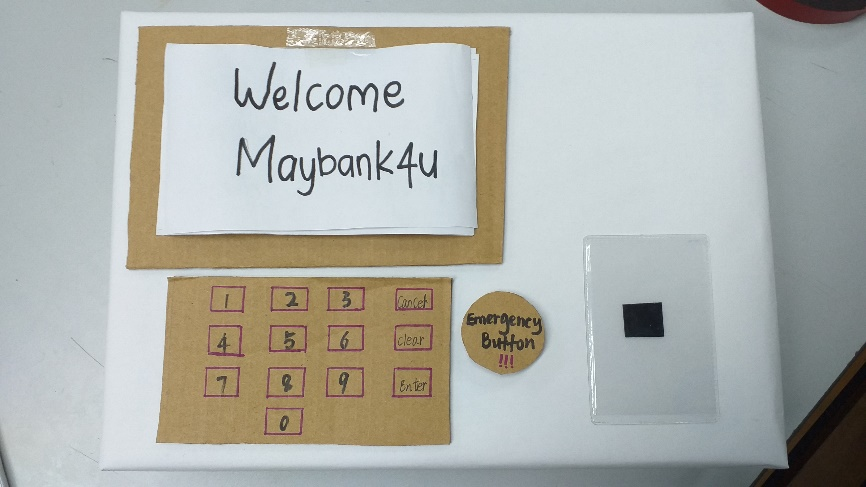 Welcome
Maybank4u
1 2 3 Cancel
4 5 6 clear
7 8 9 Enter
0
Emergency
Button
!!!